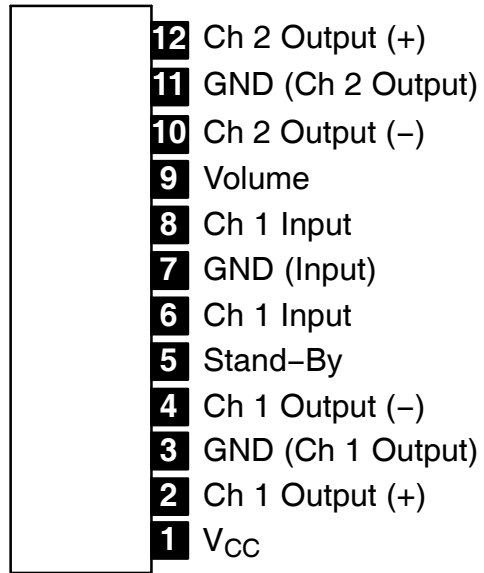 12 Ch 2 Output (+)
11 GND (Ch 2 Output)
10 Ch 2 Output (−)
9 Volume
8 Ch 1 Input
7 GND (Input)
6 Ch 1 Input
5 Stand−By
4 Ch 1 Output (−)
3 GND (Ch 1 Output)
2 Ch 1 Output (+)
1 VCC